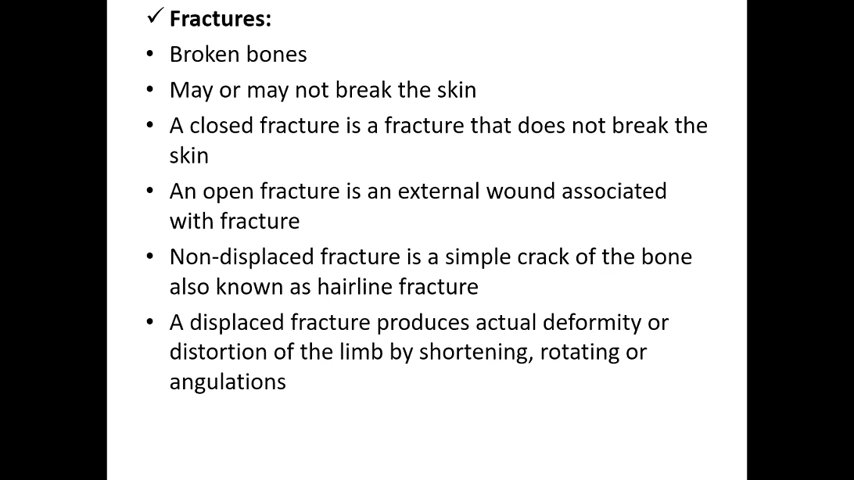 ✓ Fractures:
• Broken bones
• May or may not break the skin
• A closed fracture is a fracture that does not break the
skin
• An open fracture is an external wound associated
with fracture
• Non-displaced fracture is a simple crack of the bone
also known as hairline fracture
• A displaced fracture produces actual deformity or
distortion of the limb by shortening, rotating or
angulations